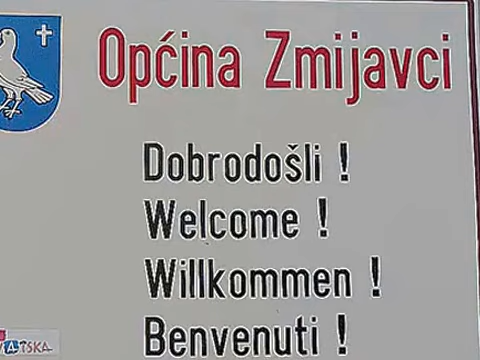 Općina Zmijavci
Dobrodošli !
Welcome !
Willkommen !
Benvenuti !